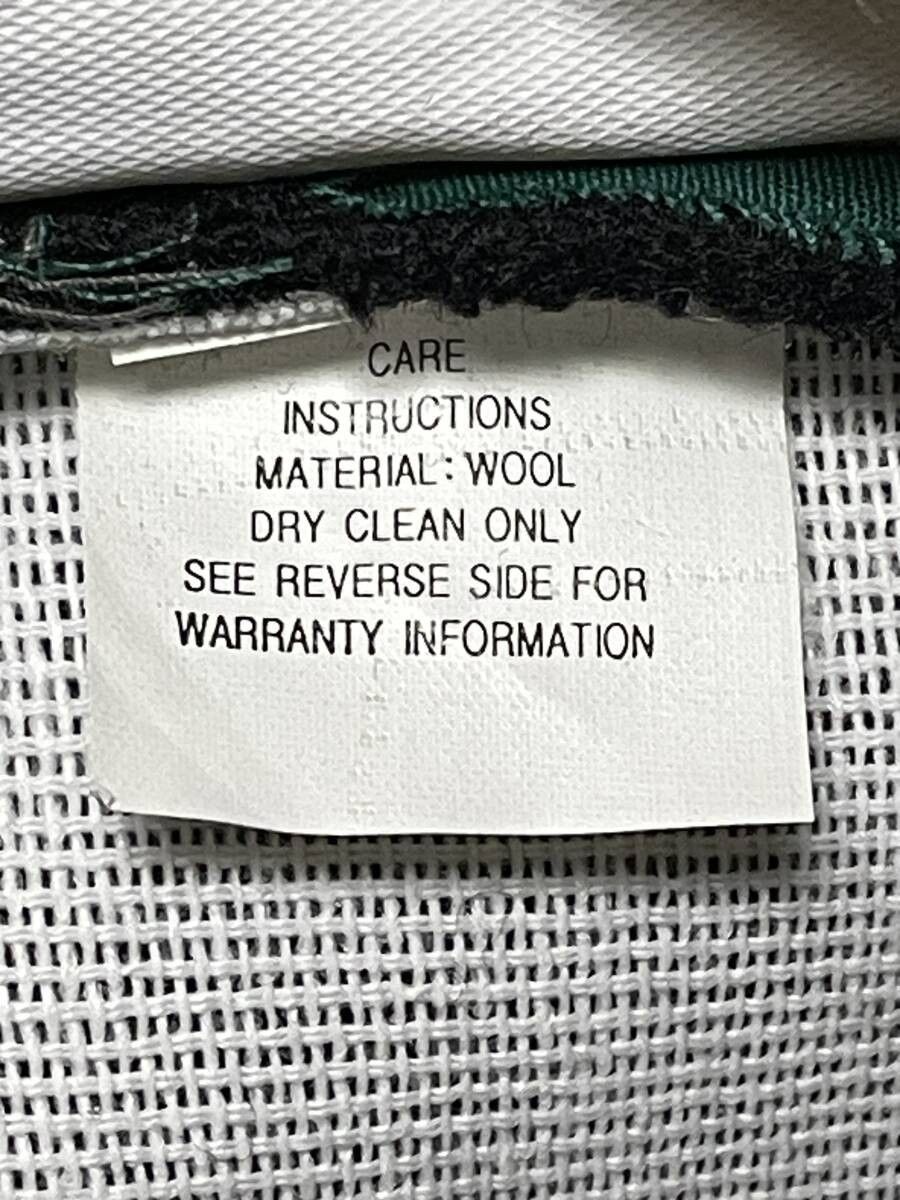 CARE
INSTRUCTIONS
MATERIAL: WOOL
DRY CLEAN ONLY
SEE REVERSE SIDE FOR
WARRANTY INFORMATION